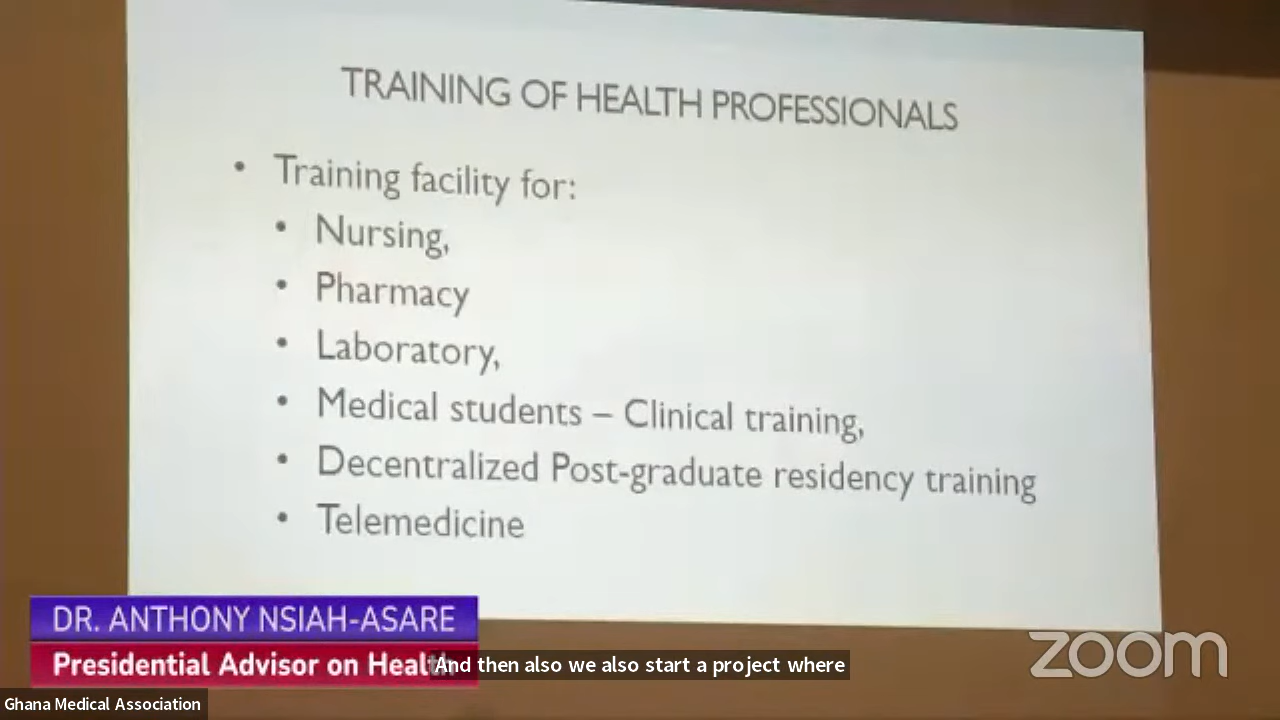 TRAINING OF HEALTH PROFESSIONALS
• Training facility for:
• Nursing,
• Pharmacy
• Laboratory,
• Medical students – Clinical training,
• Decentralized Post-graduate residency training
• Telemedicine
DR. ANTHONY NSIAH-ASARE
Presidential Advisor on Health
And then also we also start a project where
zoom
Ghana Medical Association